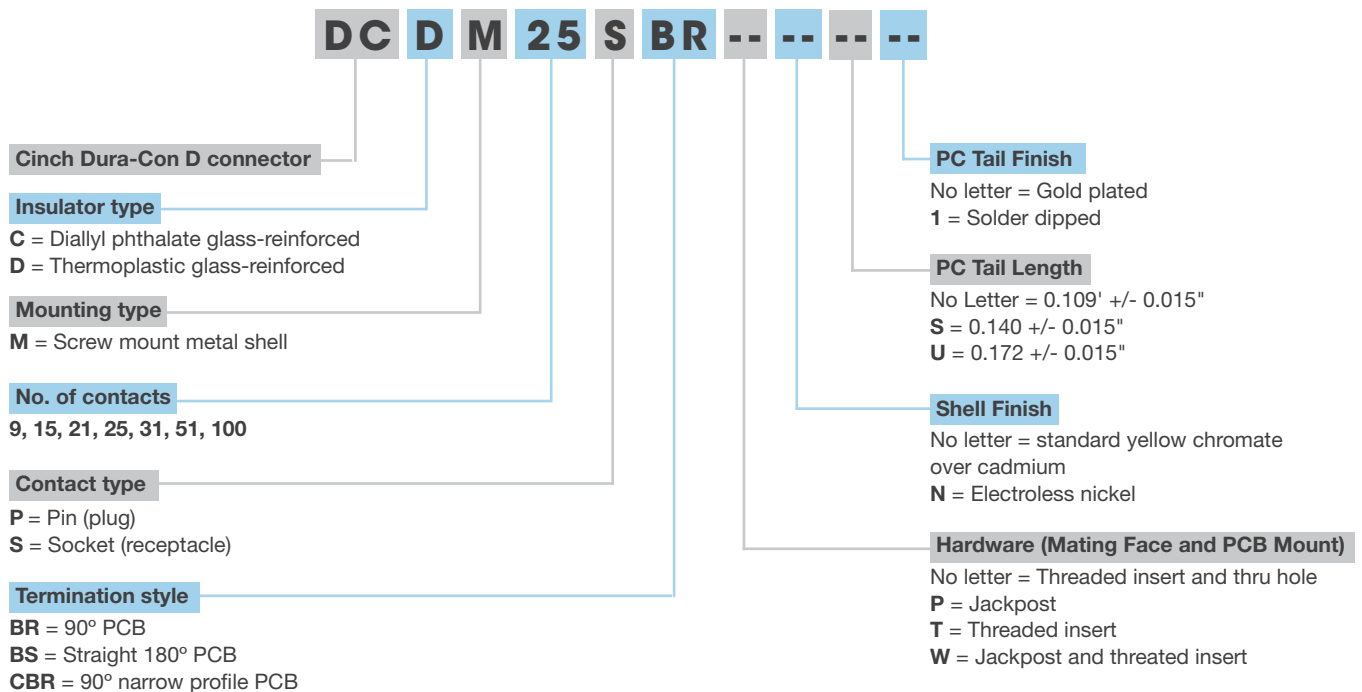 DC D M 25 S BR -- -- -- --
Cinch Dura-Con D connector
Insulator type
C = Diallyl phthalate glass-reinforced
D = Thermoplastic glass-reinforced
Mounting type
M = Screw mount metal shell
No. of contacts
9, 15, 21, 25, 31, 51, 100
Contact type
P = Pin (plug)
S = Socket (receptacle)
Termination style
BR = 90º PCB
BS = Straight 180º PCB
CBR = 90º narrow profile PCB
PC Tail Finish
No letter = Gold plated
1 = Solder dipped
PC Tail Length
No Letter = 0.109' +/- 0.015"
S = 0.140 +/- 0.015"
U = 0.172 +/- 0.015"
Shell Finish
No letter = standard yellow chromate
over cadmium
N = Electroless nickel
Hardware (Mating Face and PCB Mount)
No letter = Threaded insert and thru hole
P = Jackpost
T = Threaded insert
W = Jackpost and threated insert